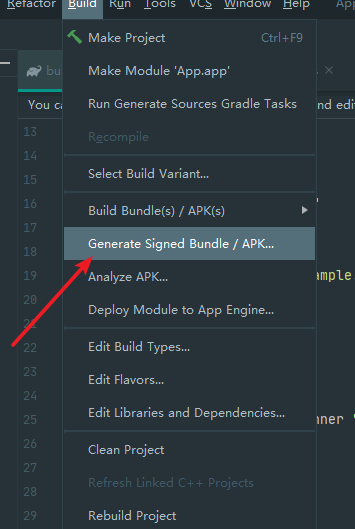 Refactor Build Run Tools VCS Window Help App
Make Project Ctrl+F9
bu
Make Module 'App.app'
You ca
Run Generate Sources Gradle Tasks
nd edit
13
Recompile
14
15
Select Build Variant...
16
Build Bundle(s) / APK(s)
17
Generate Signed Bundle / APK...
18
Analyze APK...
19
ample
20
Deploy Module to App Engine...
21
22
Edit Build Types...
23
Edit Flavors...
24
Edit Libraries and Dependencies...
25
nner
26
Clean Project
27
Refresh Linked C++ Projects
28
Rebuild Project
29